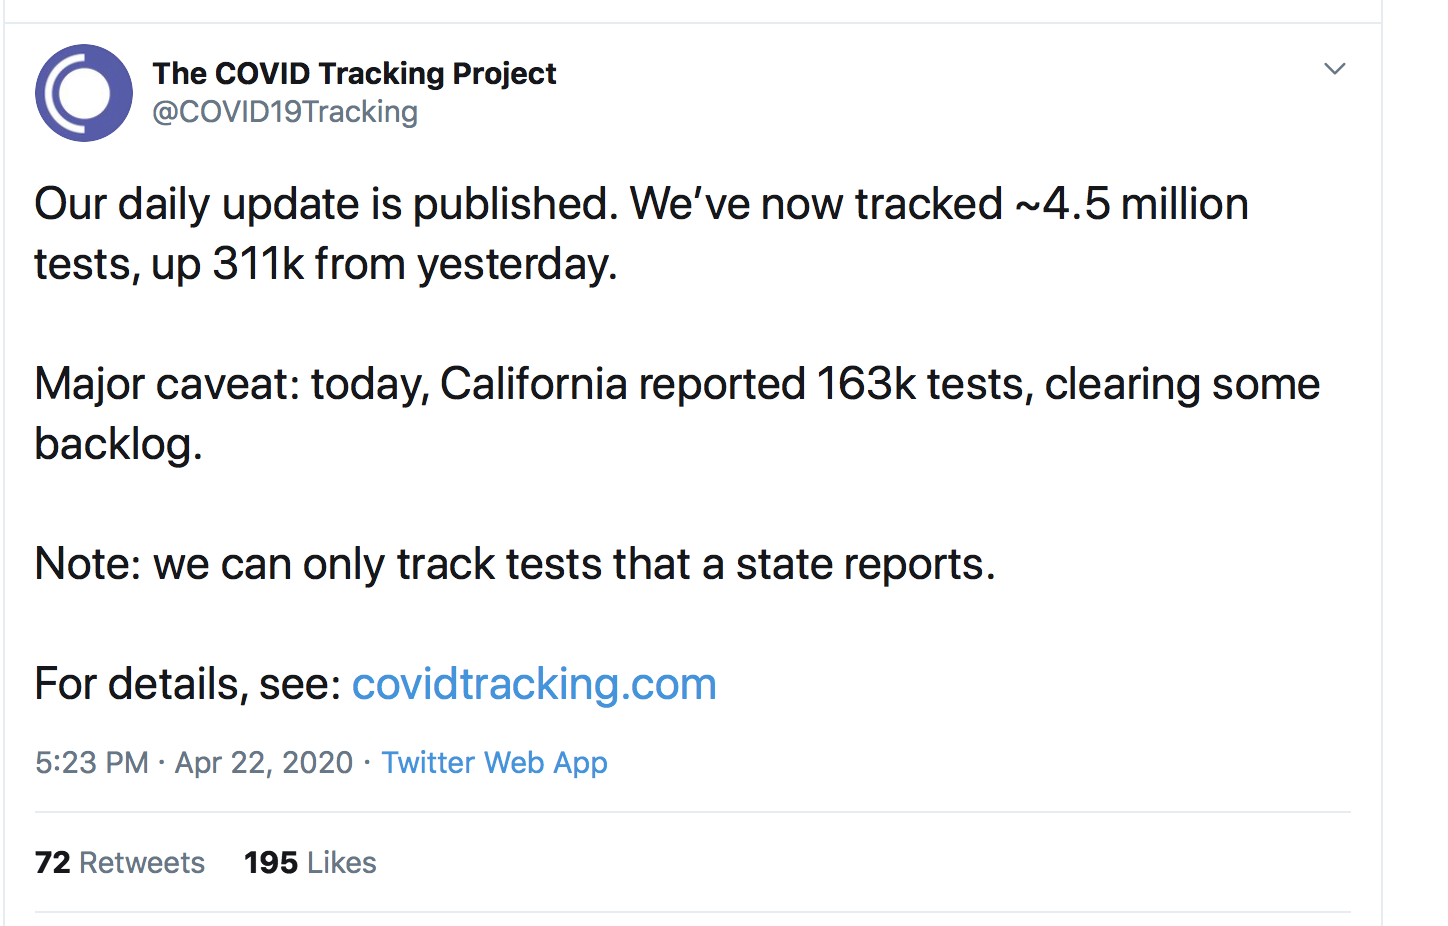 The COVID Tracking Project
@COVID19Tracking
Our daily update is published. We’ve now tracked ~4.5 million
tests, up 311k from yesterday.
Major caveat: today, California reported 163k tests, clearing some
backlog.
Note: we can only track tests that a state reports.
For details, see: covidtracking.com
5:23 PM · Apr 22, 2020 · Twitter Web App
72 Retweets 195 Likes